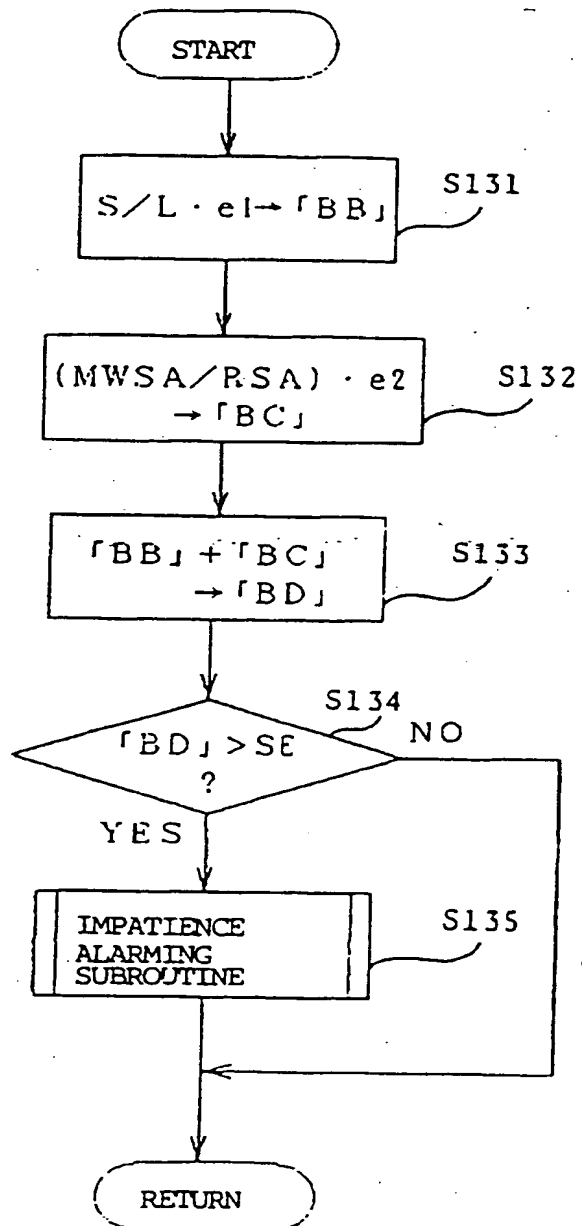 START
S/L · e1→「BB」
S131
(MWSA/RSA) · e2
→「BC」
S132
「BB」+「BC」
→「BD」
S133
S134
「BD」>SE
?
NO
YES
IMPATIENCE
ALARMING
SUBROUTINE
S135
RETURN